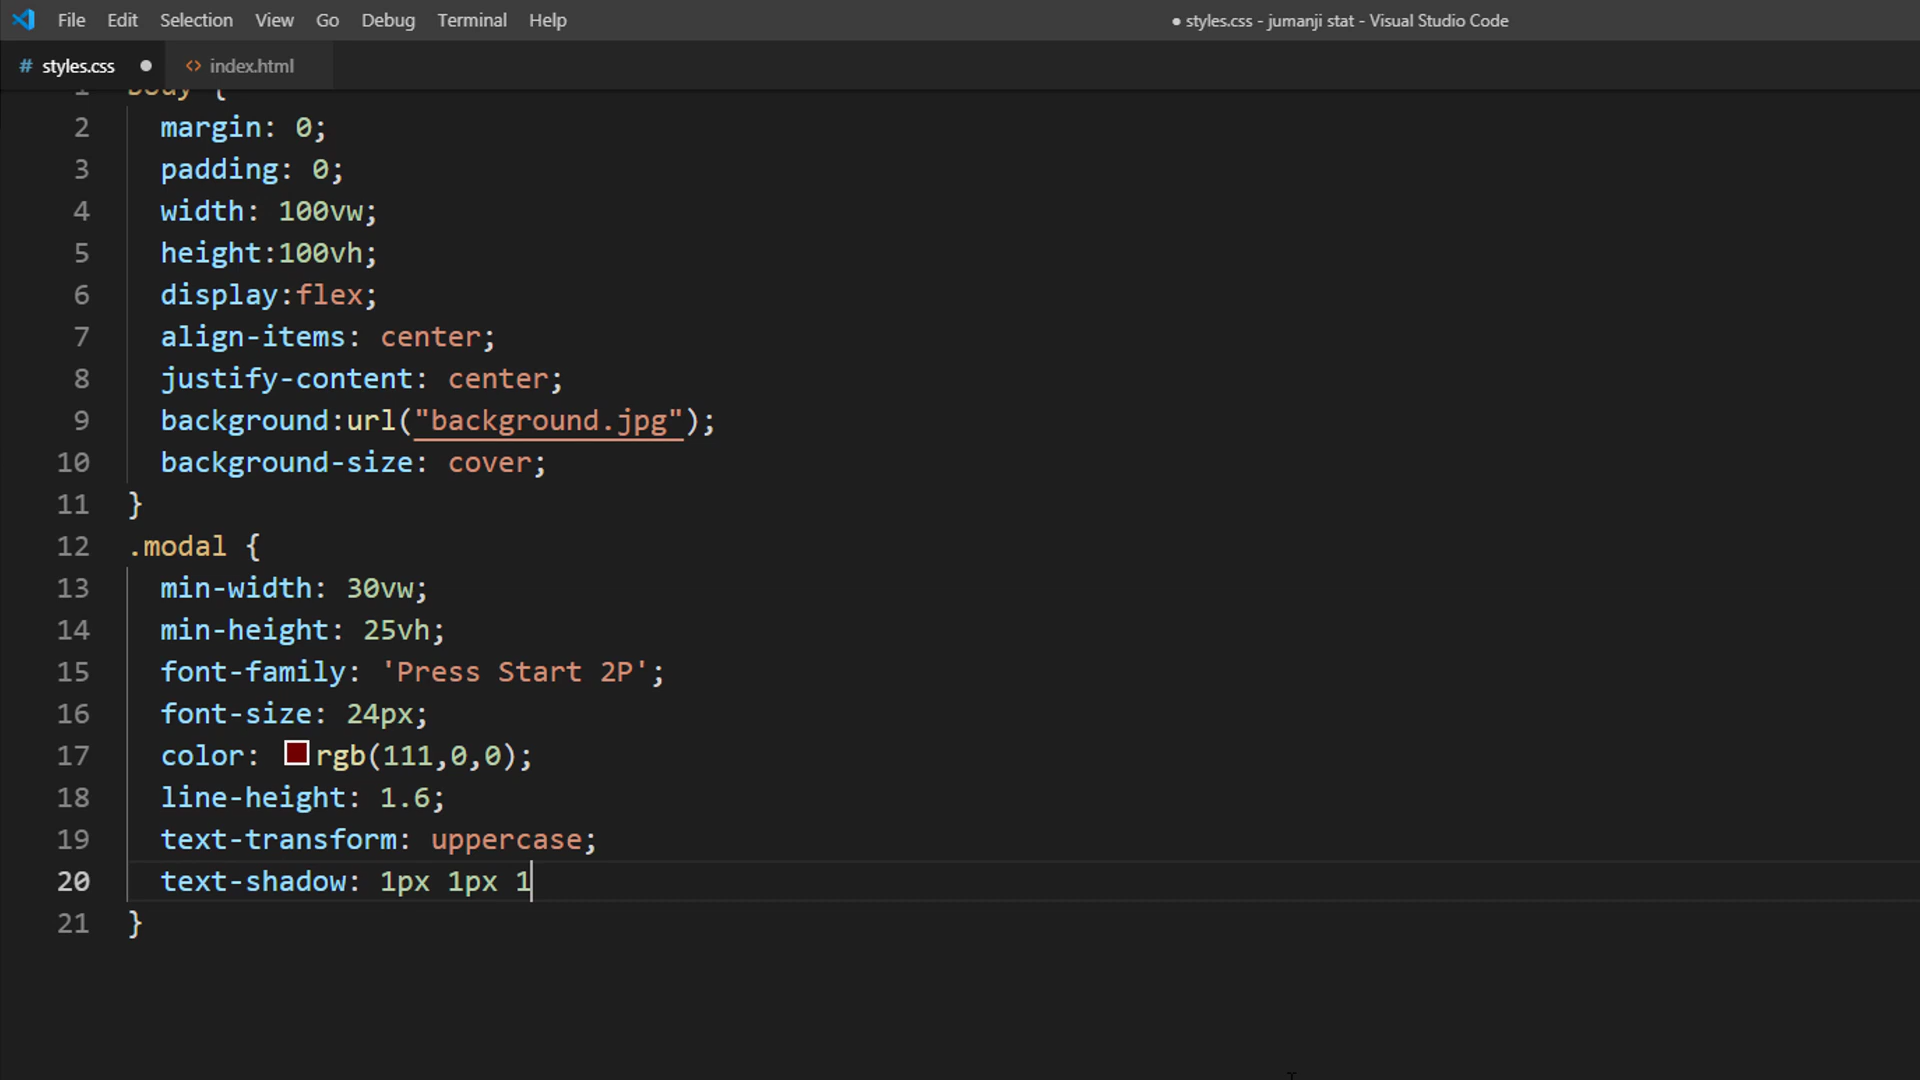 File Edit Selection View Go Debug Terminal Help
● styles.css - jumanji stat - Visual Studio Code
# styles.css ● <> index.html
1 body {
2 margin: 0;
3 padding: 0;
4 width: 100vw;
5 height:100vh;
6 display:flex;
7 align-items: center;
8 justify-content: center;
9 background:url("background.jpg");
10 background-size: cover;
11 }
12 .modal {
13 min-width: 30vw;
14 min-height: 25vh;
15 font-family: 'Press Start 2P';
16 font-size: 24px;
17 color: rgb(111,0,0);
18 line-height: 1.6;
19 text-transform: uppercase;
20 text-shadow: 1px 1px 1
21 }